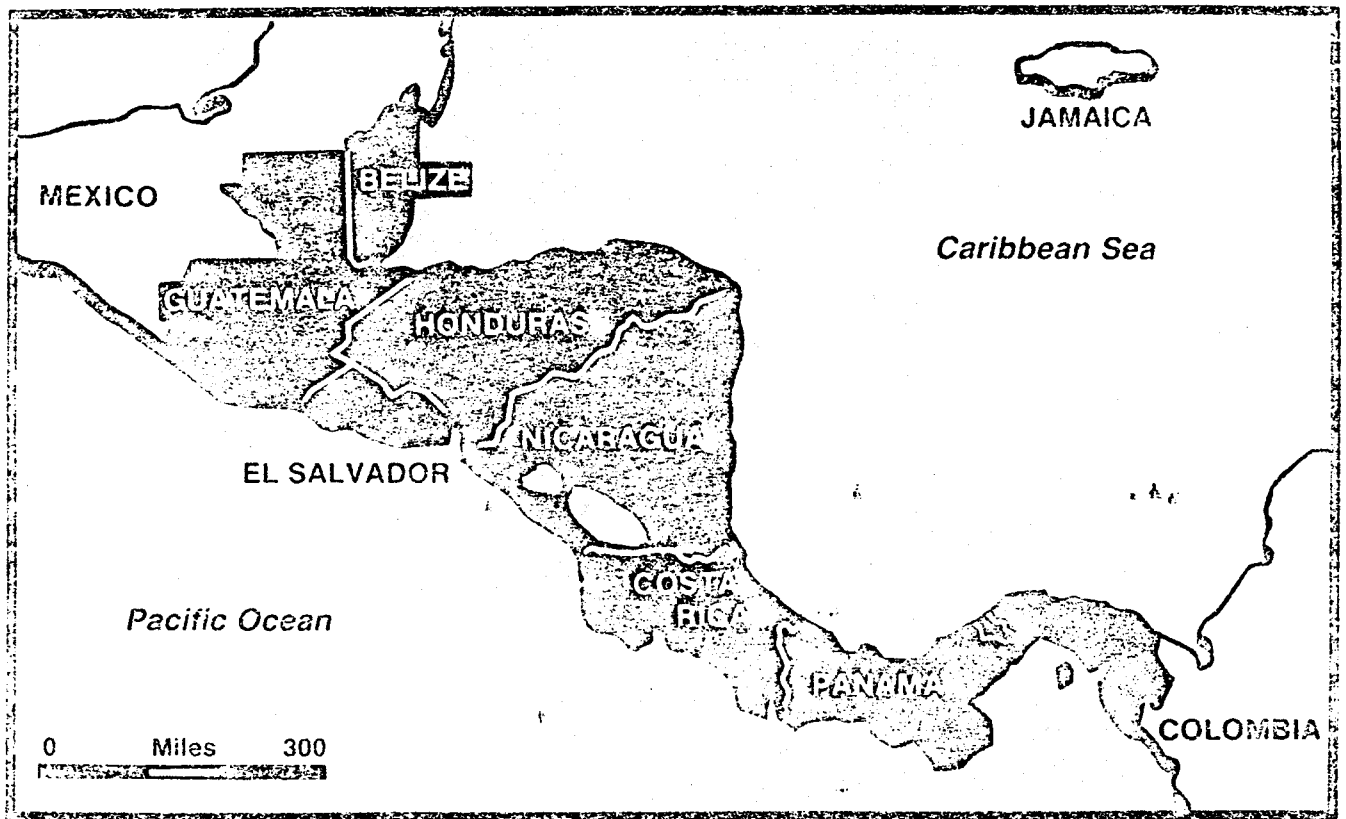 JAMAICA
MEXICO
BELIZE
Caribbean Sea
GUATEMALA
HONDURAS
NICARAGUA
EL SALVADOR
COSTA
RICA
Pacific Ocean
PANAMA
COLOMBIA
0 Miles 300